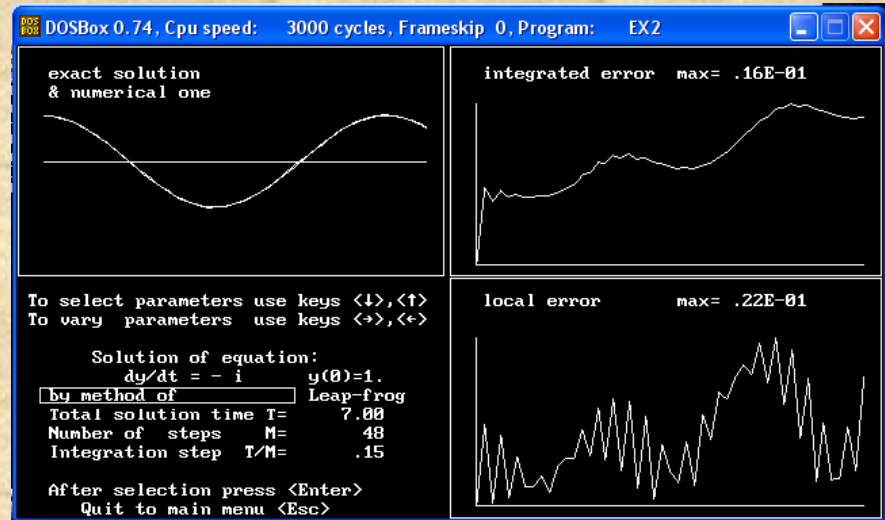 DOSBox 0.74, Cpu speed: 3000 cycles, Frameskip 0, Program: EX2
exact solution
& numerical one
integrated error max= .16E-01
To select parameters use keys <↓>,<↑>
To vary parameters use keys <→>,<←>
Solution of equation:
dy/dt = - i y(0)=1.
by method of Leap-frog
Total solution time T= 7.00
Number of steps M= 48
Integration step T/M= .15
After selection press <Enter>
Quit to main menu <Esc>
local error max= .22E-01